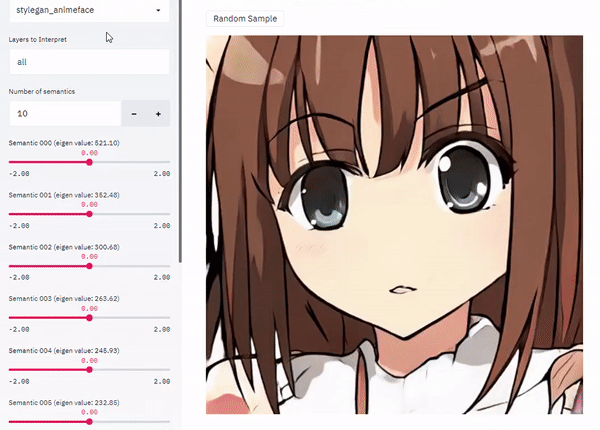 stylegan_animeface
Layers to Interpret
all
Number of semantics
10
-
+
Semantic 000 (eigen value: 521.10)
0.00
-2.00 2.00
Semantic 001 (eigen value: 352.48)
0.00
-2.00 2.00
Semantic 002 (eigen value: 300.68)
0.00
-2.00 2.00
Semantic 003 (eigen value: 263.62)
0.00
-2.00 2.00
Semantic 004 (eigen value: 245.93)
0.00
-2.00 2.00
Semantic 005 (eigen value: 232.85)
0.00
Random Sample